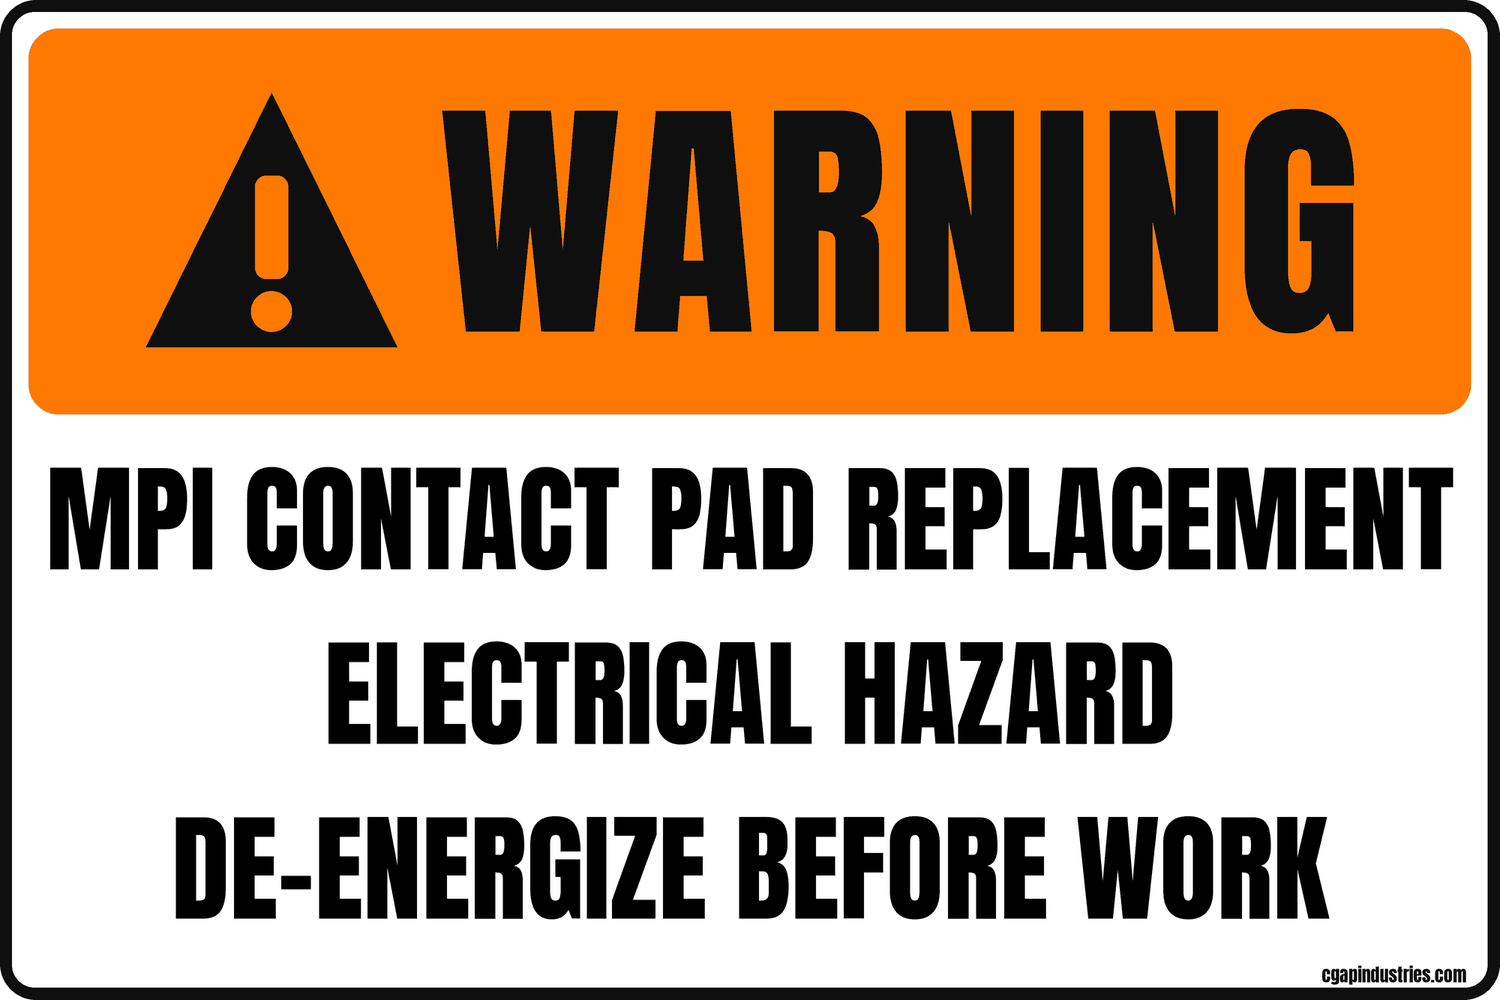 WARNING
MPI CONTACT PAD REPLACEMENT
ELECTRICAL HAZARD
DE-ENERGIZE BEFORE WORK
cgapindustries.com